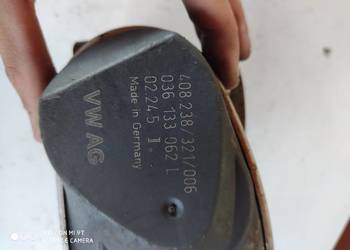 408 238/321/006
036 133 062 L
02.24.5 I.
Made in Germany
VW AG
SHOT ON MI 9T
AI TRIPLE CAMERA